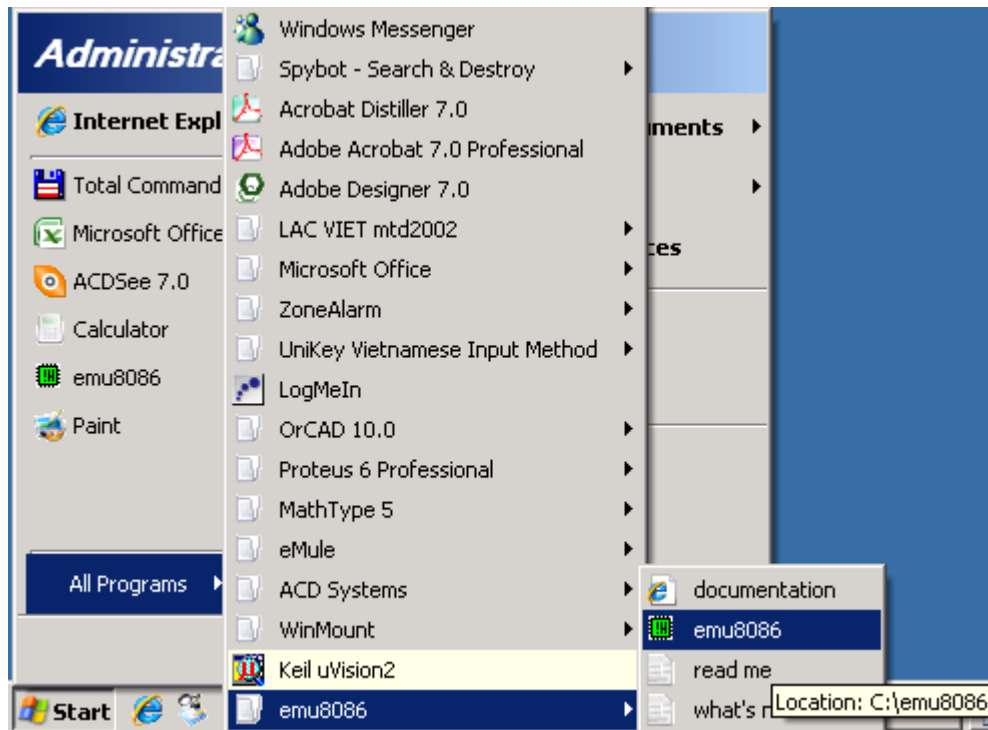 Administra
Internet Expl
Total Command
Microsoft Office
ACDSee 7.0
Calculator
emu8086
Paint
All Programs
Start
Windows Messenger
Spybot - Search & Destroy
Acrobat Distiller 7.0
Adobe Acrobat 7.0 Professional
Adobe Designer 7.0
LAC VIET mtd2002
Microsoft Office
ZoneAlarm
UniKey Vietnamese Input Method
LogMeIn
OrCAD 10.0
Proteus 6 Professional
MathType 5
eMule
ACD Systems
WinMount
Keil uVision2
emu8086
uments
ces
documentation
emu8086
read me
what's n
Location: C:\emu8086